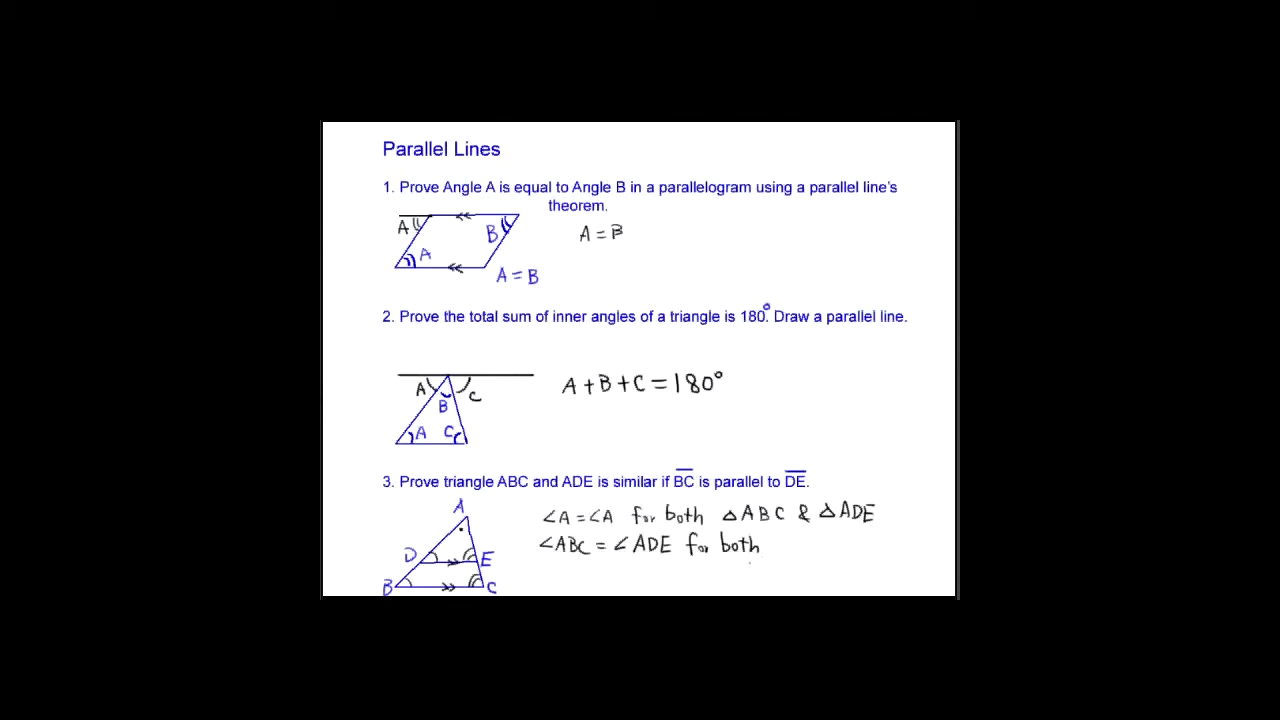 Parallel Lines
1. Prove Angle A is equal to Angle B in a parallelogram using a parallel line's
theorem.
A
B
A = B
A
A = B
2. Prove the total sum of inner angles of a triangle is 180°. Draw a parallel line.
A
C
A + B + C = 180°
B
A C
3. Prove triangle ABC and ADE is similar if BC is parallel to DE.
A
∠A = ∠A for both △ABC & △ADE
∠ABC = ∠ADE for both
D
E
B
C